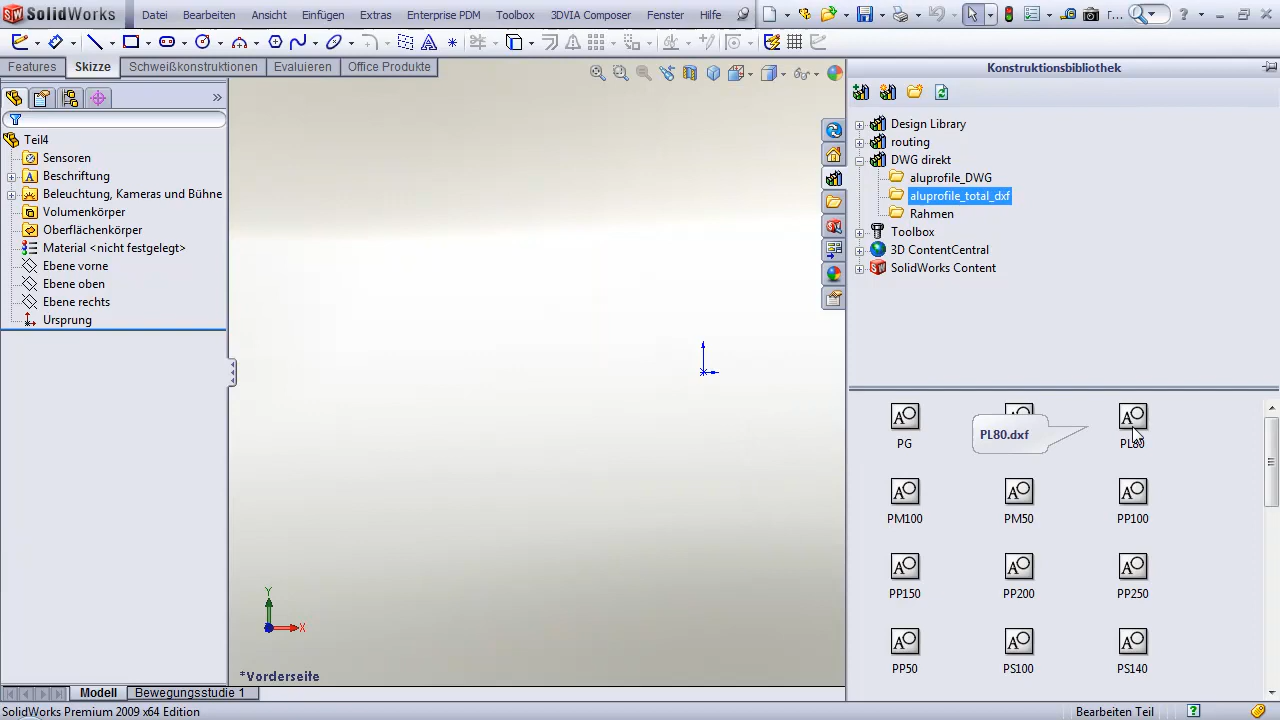 SolidWorks
Datei Bearbeiten Ansicht Einfügen Extras Enterprise PDM Toolbox 3DVIA Composer Fenster Hilfe
Features Skizze Schweißkonstruktionen Evaluieren Office Produkte
Konstruktionsbibliothek
Teil4
Sensoren
Beschriftung
Beleuchtung, Kameras und Bühne
Volumenkörper
Oberflächenkörper
Material <nicht festgelegt>
Ebene vorne
Ebene oben
Ebene rechts
Ursprung
Design Library
routing
DWG direkt
aluprofile_DWG
aluprofile_total_dxf
Rahmen
Toolbox
3D ContentCentral
SolidWorks Content
PL80.dxf
PG PL80
PM100 PM50 PP100
PP150 PP200 PP250
PP50 PS100 PS140
Y
X
*Vorderseite
Modell Bewegungsstudie 1
SolidWorks Premium 2009 x64 Edition
Bearbeiten Teil